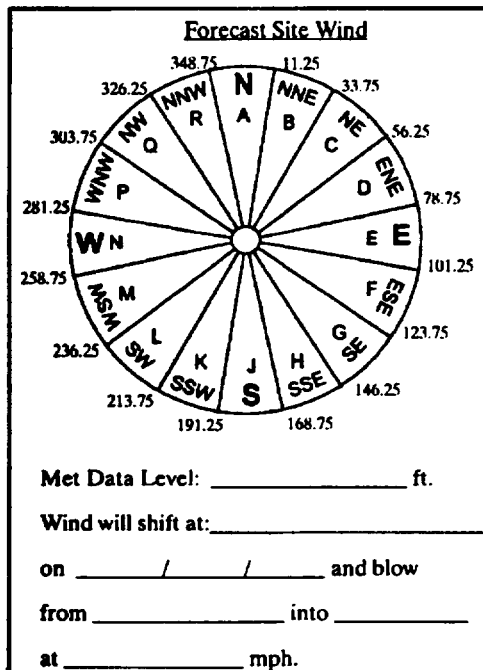 Forecast Site Wind
348.75 11.25
326.25 33.75
NNW N NNE
R A B
NW NE
Q C
303.75 56.25
WNW ENE
P D
281.25 78.75
W N E E
258.75 101.25
WSW M F ESE
236.25 123.75
L G
SW SE
K J H
SSW S SSE
213.75 146.25
191.25 168.75
Met Data Level: ft.
Wind will shift at:
on / / and blow
from into
at mph.